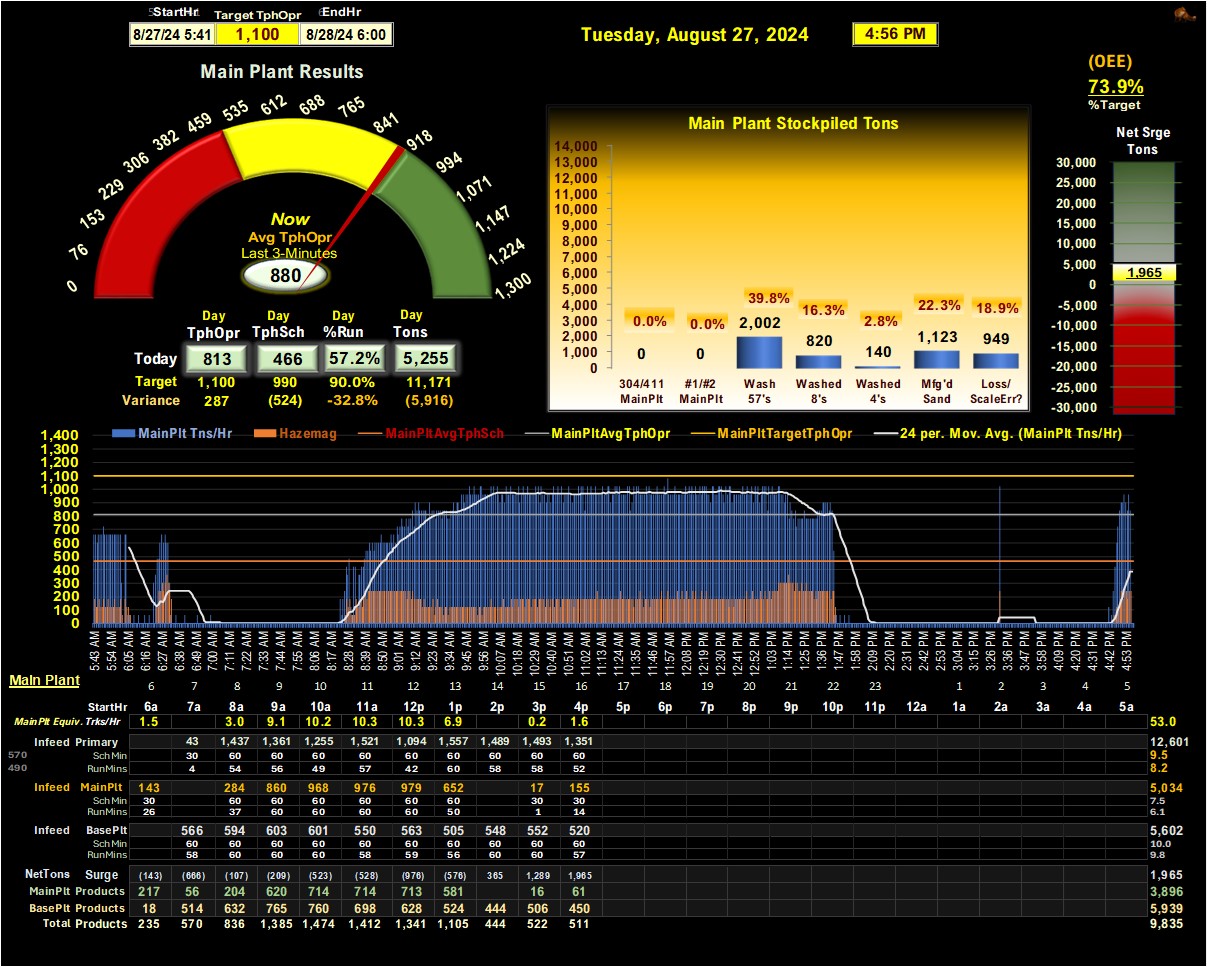 StartHr Target TphOpr EndHr
8/27/24 5:41 1,100 8/28/24 6:00
Tuesday, August 27, 2024 4:56 PM
(OEE)
73.9%
%Target
Main Plant Results
0 76 153 229 306 382 459 535 612 688 765 841 918 994 1,071 1,147 1,224 1,300
Now
Avg TphOpr
Last 3-Minutes
880
Day Day Day Day
TphOpr TphSch %Run Tons
Today 813 466 57.2% 5,255
Target 1,100 990 90.0% 11,171
Variance 287 (524) -32.8% (5,916)
Main Plant Stockpiled Tons
14,000
13,000
12,000
11,000
10,000
9,000
8,000
7,000
6,000
5,000
4,000
3,000
2,000
1,000
0
0.0% 0.0% 39.8% 16.3% 2.8% 22.3% 18.9%
0 0 2,002 820 140 1,123 949
304/411 #1/#2 Wash Washed Washed Mfg'd Loss/
MainPlt MainPlt 57's 8's 4's Sand ScaleErr?
Net Srge
Tons
30,000
25,000
20,000
15,000
10,000
5,000
1,965
0
-5,000
-10,000
-15,000
-20,000
-25,000
-30,000
MainPlt Tns/Hr Hazemag MainPltAvgTphSch MainPltAvgTphOpr MainPltTargetTphOpr 24 per. Mov. Avg. (MainPlt Tns/Hr)
1,400
1,300
1,200
1,100
1,000
900
800
700
600
500
400
300
200
100
0
5:43 AM 5:54 AM 6:05 AM 6:16 AM 6:27 AM 6:38 AM 6:49 AM 7:00 AM 7:11 AM 7:22 AM 7:33 AM 7:44 AM 7:55 AM 8:06 AM 8:17 AM 8:28 AM 8:39 AM 8:50 AM 9:01 AM 9:12 AM 9:23 AM 9:34 AM 9:45 AM 9:56 AM 10:07 AM 10:18 AM 10:29 AM 10:40 AM 10:51 AM 11:02 AM 11:13 AM 11:24 AM 11:35 AM 11:46 AM 11:57 AM 12:08 PM 12:19 PM 12:30 PM 12:41 PM 12:52 PM 1:03 PM 1:14 PM 1:25 PM 1:36 PM 1:47 PM 1:58 PM 2:09 PM 2:20 PM 2:31 PM 2:42 PM 2:53 PM 3:04 PM 3:15 PM 3:26 PM 3:36 PM 3:47 PM 3:58 PM 4:09 PM 4:20 PM 4:31 PM 4:42 PM 4:53 PM
Main Plant 6 7 8 9 10 11 12 13 14 15 16 17 18 19 20 21 22 23 1 2 3 4 5
StartHr 6a 7a 8a 9a 10a 11a 12p 1p 2p 3p 4p 5p 6p 7p 8p 9p 10p 11p 12a 1a 2a 3a 4a 5a
MainPlt Equiv. Trks/Hr 1.5 3.0 9.1 10.2 10.3 10.3 6.9 0.2 1.6 53.0
Infeed Primary 43 1,437 1,361 1,255 1,521 1,094 1,557 1,489 1,493 1,351 12,601
570 SchMin 30 60 60 60 60 60 60 60 60 60 9.5
490 RunMins 4 54 56 49 57 42 60 58 58 52 8.2
Infeed MainPlt 143 284 860 968 976 979 652 17 155 5,034
SchMin 30 60 60 60 60 60 60 30 30 7.5
RunMins 26 37 60 60 60 60 50 1 14 6.1
Infeed BasePlt 566 594 603 601 550 563 505 548 552 520 5,602
SchMin 60 60 60 60 60 60 60 60 60 60 10.0
RunMins 58 60 60 60 58 59 56 60 60 57 9.8
NetTons Surge (143) (666) (107) (209) (523) (528) (976) (576) 365 1,289 1,965 1,965
MainPlt Products 217 56 204 620 714 714 713 581 16 61 3,896
BasePlt Products 18 514 632 765 760 698 628 524 444 506 450 5,939
Total Products 235 570 836 1,385 1,474 1,412 1,341 1,105 444 522 511 9,835